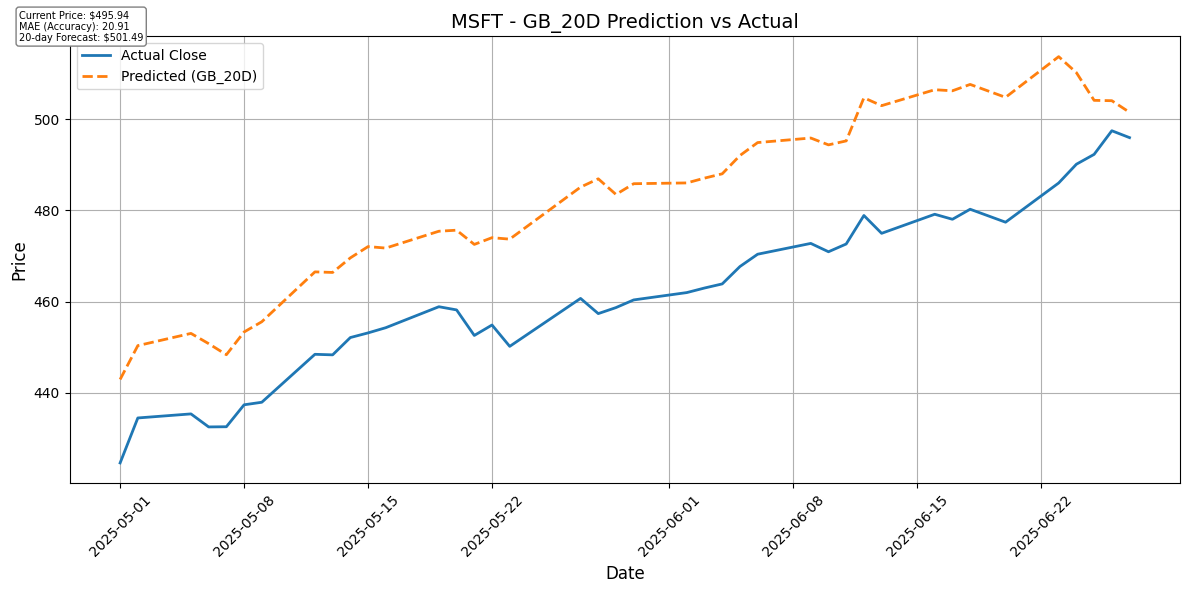 MSFT - GB_20D Prediction vs Actual
Current Price: $495.94
MAE (Accuracy): 20.91
20-day Forecast: $501.49
Actual Close
Predicted (GB_20D)
Price
500
480
460
440
2025-05-01
2025-05-08
2025-05-15
2025-05-22
2025-06-01
2025-06-08
2025-06-15
2025-06-22
Date